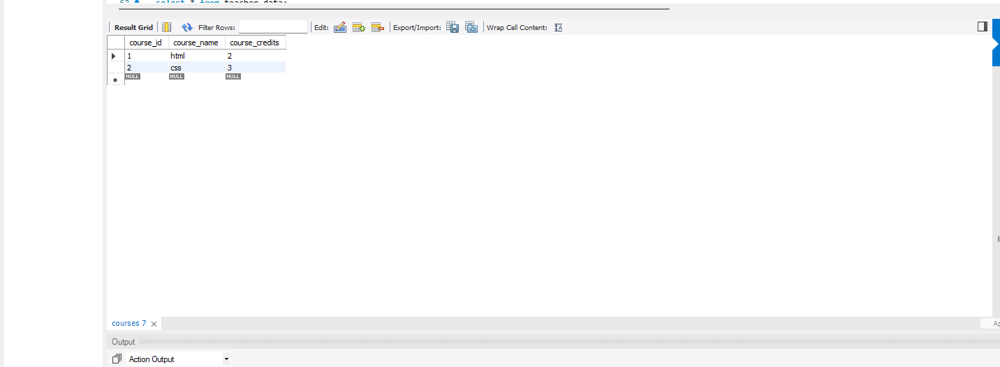 62 select * from teacher_data;
Result Grid Filter Rows: Edit: Export/Import: Wrap Cell Content:
course_id course_name course_credits
1 html 2
2 css 3
NULL NULL NULL
courses 7
Output
Action Output